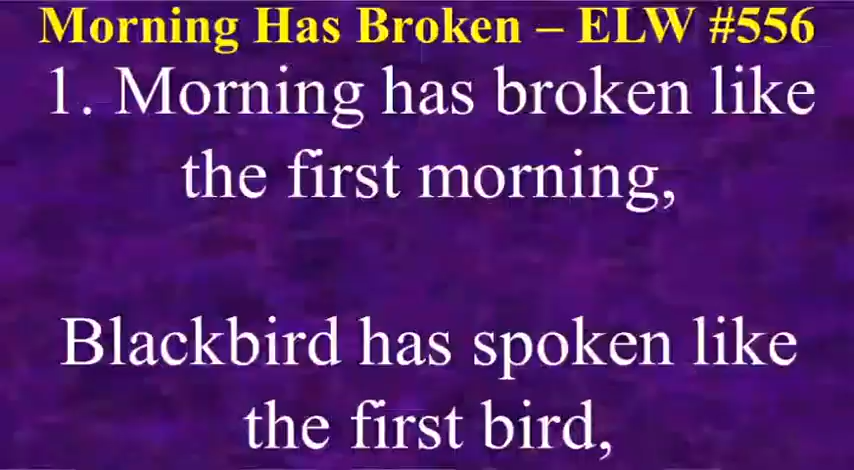 Morning Has Broken – ELW #556
1. Morning has broken like
the first morning,
Blackbird has spoken like
the first bird,